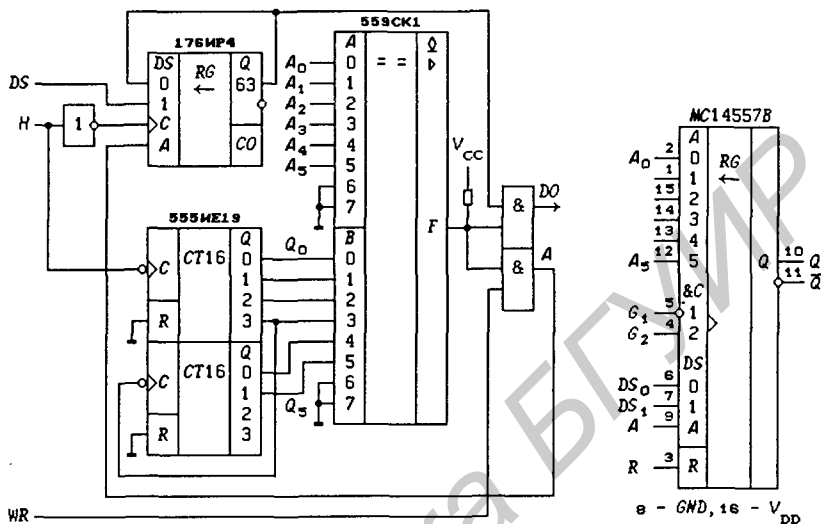 559СК1
176ИР4
DS
0
1
C
A
RG
←
Q
63
CO
DS
H
1
A
0
1
2
3
4
5
6
7
= =
A0
A1
A2
A3
A4
A5
VCC
F
B
0
1
2
3
4
5
6
7
&
&
DO
A
555ИЕ19
C
R
CT16
Q
0
1
2
3
C
R
CT16
Q
0
1
2
3
Q0
Q5
WR
MC14557B
A0
2
1
15
14
13
12
A5
A
0
1
2
3
4
5
RG
←
Q
10 Q
11 Q̅
&C
G1
5
1
G2
4
2
DS
DS0
6
0
DS1
7
1
A
9
A
R
3
R
8 - GND, 16 - VDD
а БГУИР